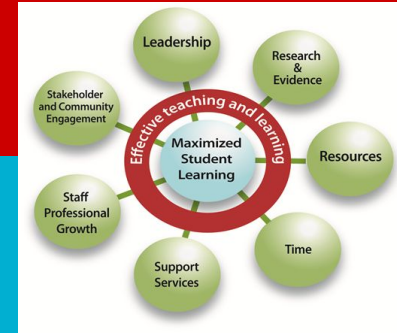 Leadership
Research
&
Evidence
Stakeholder
and Community
Engagement
Effective teaching and learning
Maximized
Student
Learning
Resources
Staff
Professional
Growth
Time
Support
Services